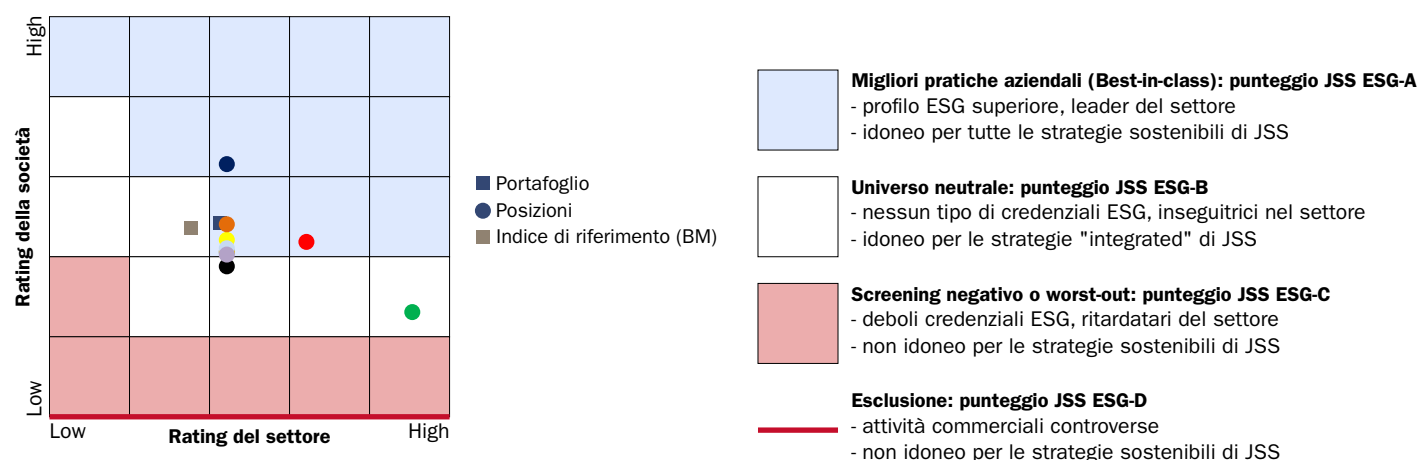 High
Rating della società
Low
Low
Rating del settore
High
Portafoglio
Posizioni
Indice di riferimento (BM)
Migliori pratiche aziendali (Best-in-class): punteggio JSS ESG-A
- profilo ESG superiore, leader del settore
- idoneo per tutte le strategie sostenibili di JSS
Universo neutrale: punteggio JSS ESG-B
- nessun tipo di credenziali ESG, inseguitrici nel settore
- idoneo per le strategie "integrated" di JSS
Screening negativo o worst-out: punteggio JSS ESG-C
- deboli credenziali ESG, ritardatari del settore
- non idoneo per le strategie sostenibili di JSS
Esclusione: punteggio JSS ESG-D
- attività commerciali controverse
- non idoneo per le strategie sostenibili di JSS